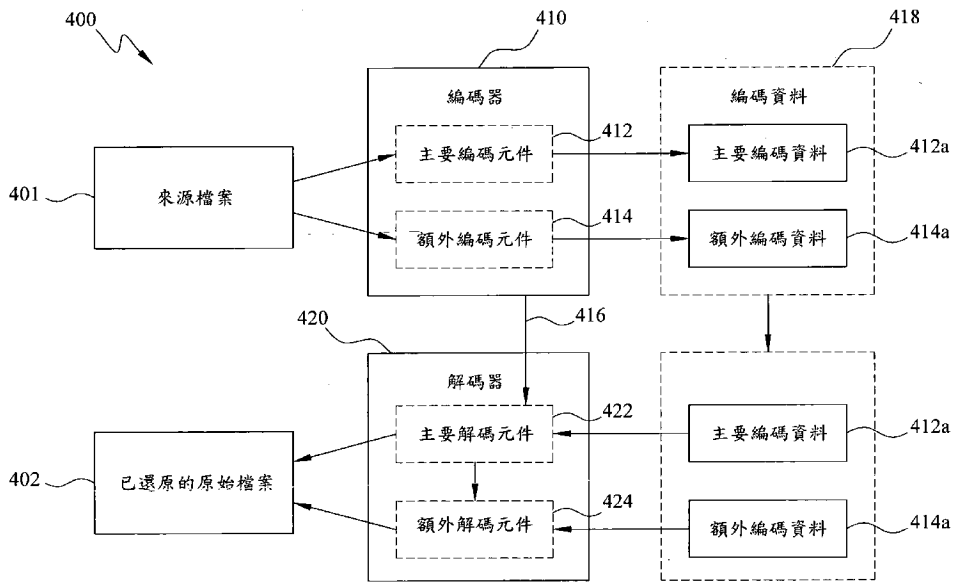 400
410
418
編碼器
編碼資料
412
主要編碼元件
主要編碼資料
412a
401
來源檔案
414
額外編碼元件
額外編碼資料
414a
416
420
解碼器
422
主要解碼元件
主要編碼資料
412a
402
已還原的原始檔案
424
額外解碼元件
額外編碼資料
414a